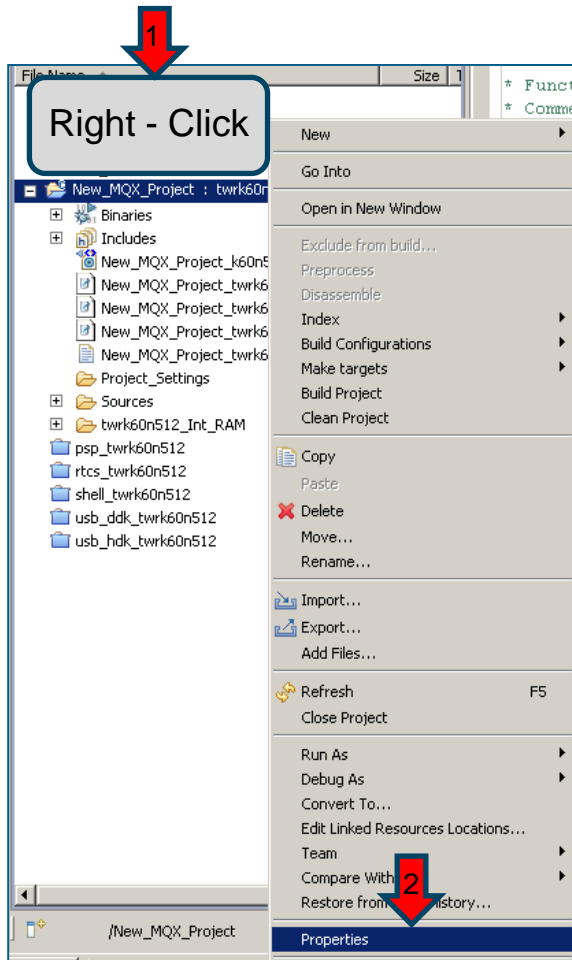 1
File Name Size
Right - Click
* Funct
* Comme
New_MQX_Project : twrk60n
Binaries
Includes
New_MQX_Project_k60n5
New_MQX_Project_twrk6
New_MQX_Project_twrk6
New_MQX_Project_twrk6
New_MQX_Project_twrk6
Project_Settings
Sources
twrk60n512_Int_RAM
psp_twrk60n512
rtcs_twrk60n512
shell_twrk60n512
usb_ddk_twrk60n512
usb_hdk_twrk60n512
/New_MQX_Project
New
Go Into
Open in New Window
Exclude from build...
Preprocess
Disassemble
Index
Build Configurations
Make targets
Build Project
Clean Project
Copy
Paste
Delete
Move...
Rename...
Import...
Export...
Add Files...
Refresh F5
Close Project
Run As
Debug As
Convert To...
Edit Linked Resources Locations...
Team
Compare With
2
Restore from istory...
Properties